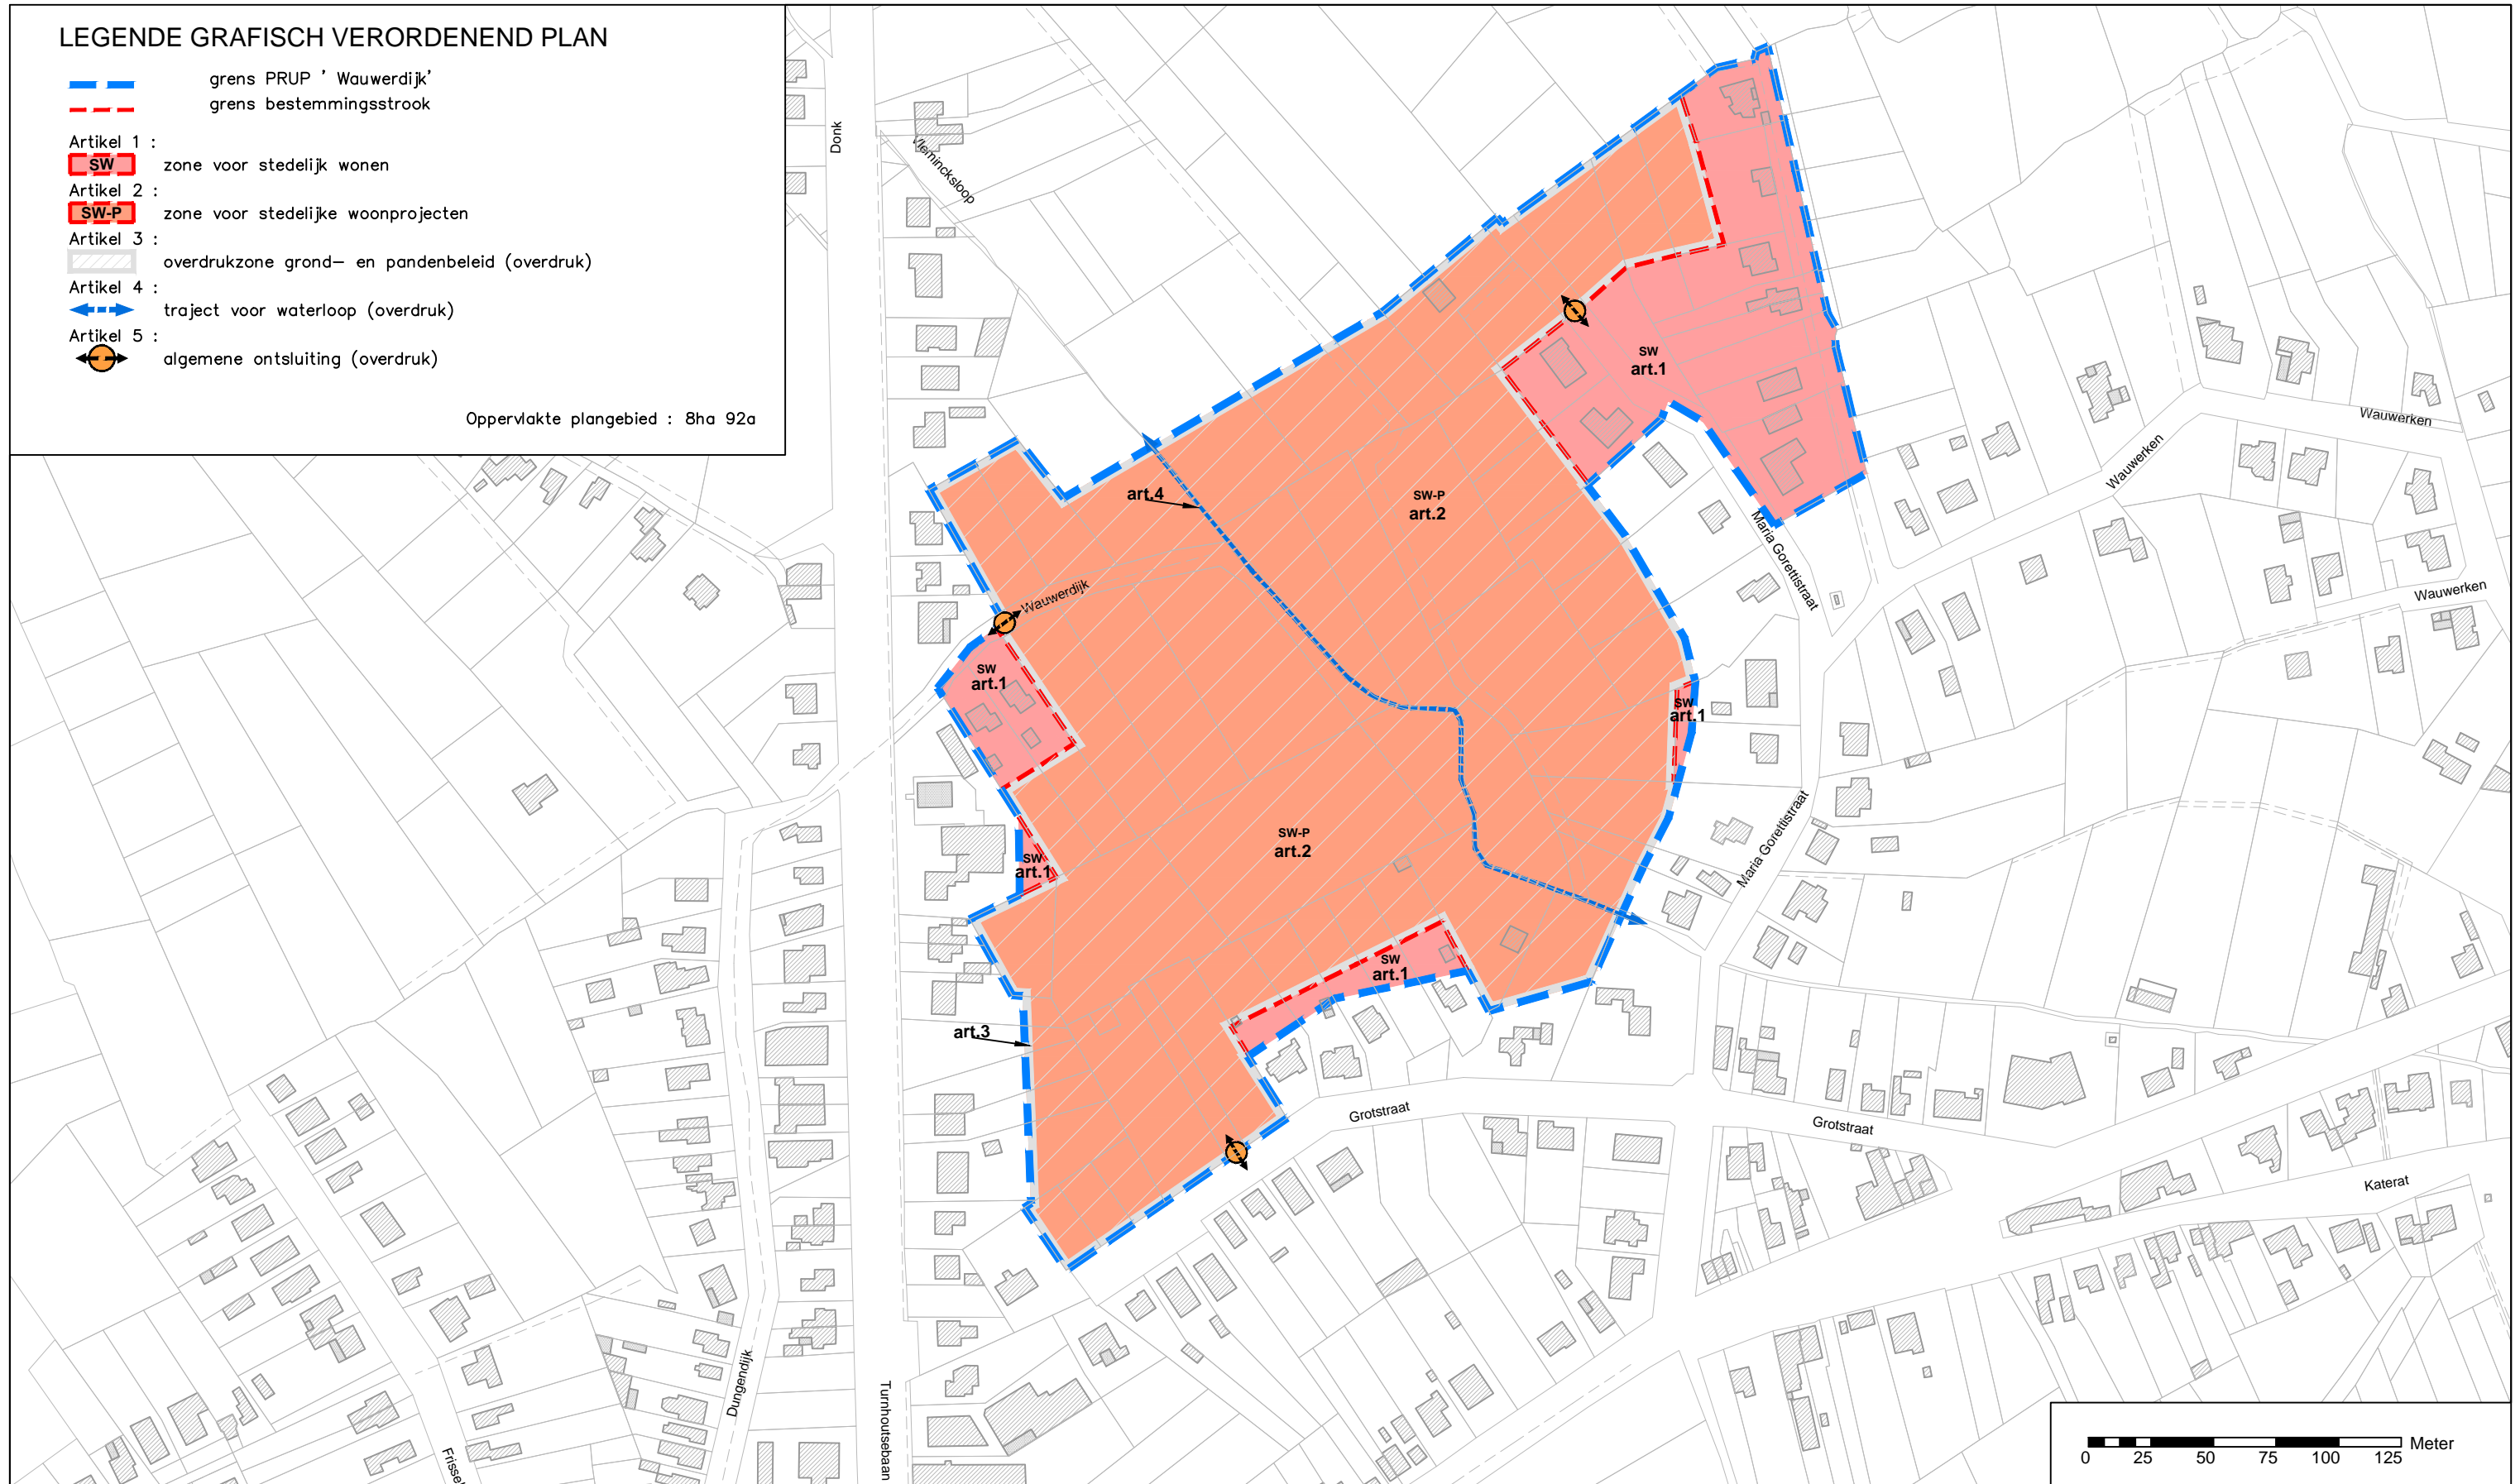 LEGENDE GRAFISCH VERORDENEND PLAN
grens PRUP ' Wauwerdijk'
grens bestemmingsstrook
Artikel 1 :
SW zone voor stedelijk wonen
Artikel 2 :
SW-P zone voor stedelijke woonprojecten
Artikel 3 :
overdrukzone grond- en pandenbeleid (overdruk)
Artikel 4 :
traject voor waterloop (overdruk)
Artikel 5 :
algemene ontsluiting (overdruk)
Oppervlakte plangebied : 8ha 92a
Donk
Vlemincksloop
SW
art.1
Wauwerken
Wauwerken
art.4
SW-P
art.2
Maria Gorettistraat
Wauwerken
Wauwerdijk
SW
art.1
SW
art.1
SW-P
art.2
Maria Gorettistraat
SW
art.1
SW
art.1
art.3
Grotstraat
Grotstraat
Katerat
Dungendijk
Turnhoutsebaan
Frissel
0 25 50 75 100 125 Meter